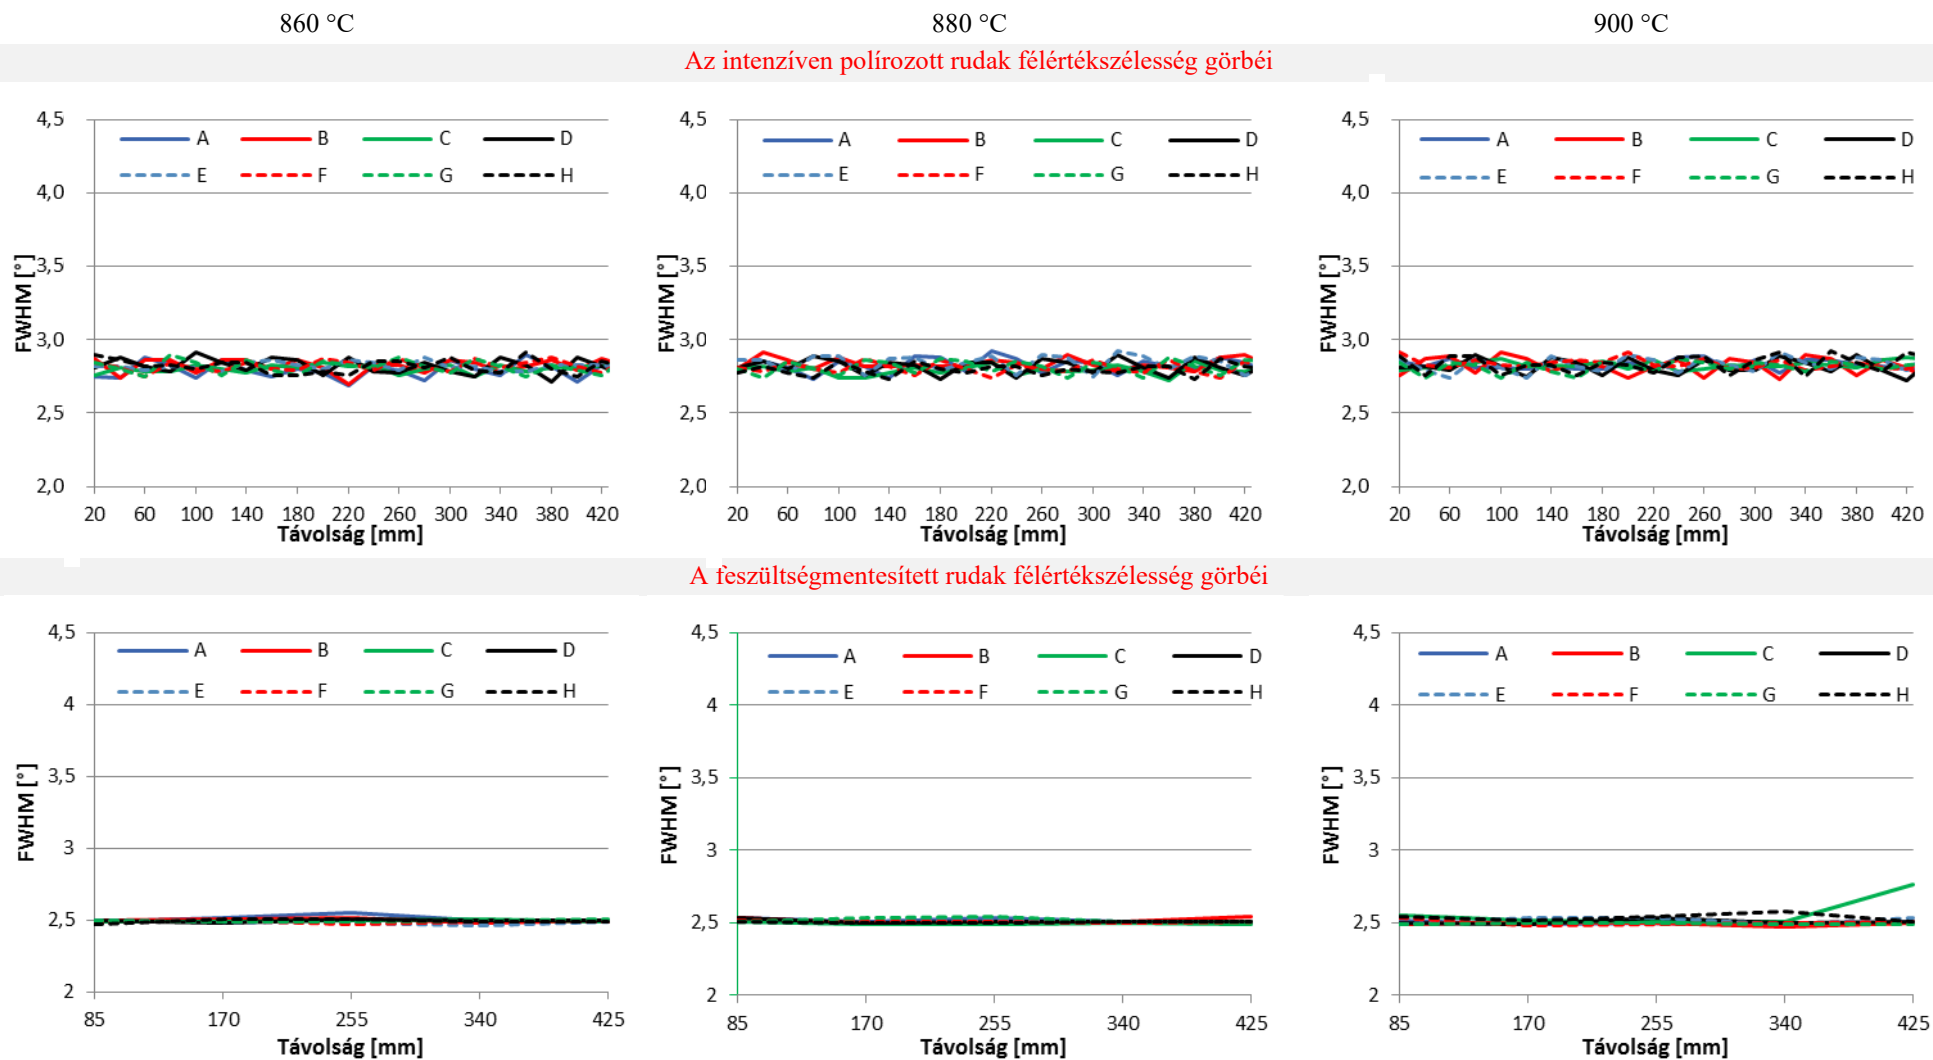 860 °C 880 °C 900 °C
Az intenzíven polírozott rudak félértékszélesség görbéi
4,5
4,0
3,5
3,0
2,5
2,0
FWHM [°]
A B C D
E F G H
20 60 100 140 180 220 260 300 340 380 420
Távolság [mm]
4,5
4,0
3,5
3,0
2,5
2,0
FWHM [°]
A B C D
E F G H
20 60 100 140 180 220 260 300 340 380 420
Távolság [mm]
4,5
4,0
3,5
3,0
2,5
2,0
FWHM [°]
A B C D
E F G H
20 60 100 140 180 220 260 300 340 380 420
Távolság [mm]
A feszültségmentesített rudak félértékszélesség görbéi
4,5
4
3,5
3
2,5
2
FWHM [°]
A B C D
E F G H
85 170 255 340 425
Távolság [mm]
4,5
4
3,5
3
2,5
2
FWHM [°]
A B C D
E F G H
85 170 255 340 425
Távolság [mm]
4,5
4
3,5
3
2,5
2
FWHM [°]
A B C D
E F G H
85 170 255 340 425
Távolság [mm]